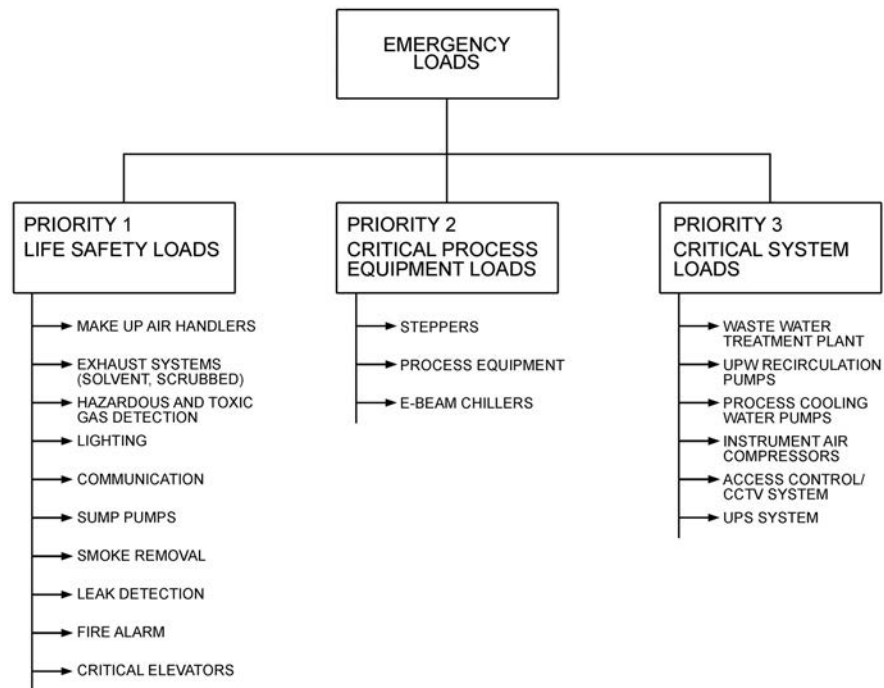 EMERGENCY
LOADS
PRIORITY 1
LIFE SAFETY LOADS
MAKE UP AIR HANDLERS
EXHAUST SYSTEMS
(SOLVENT, SCRUBBED)
HAZARDOUS AND TOXIC
GAS DETECTION
LIGHTING
COMMUNICATION
SUMP PUMPS
SMOKE REMOVAL
LEAK DETECTION
FIRE ALARM
CRITICAL ELEVATORS
PRIORITY 2
CRITICAL PROCESS
EQUIPMENT LOADS
STEPPERS
PROCESS EQUIPMENT
E-BEAM CHILLERS
PRIORITY 3
CRITICAL SYSTEM
LOADS
WASTE WATER
TREATMENT PLANT
UPW RECIRCULATION
PUMPS
PROCESS COOLING
WATER PUMPS
INSTRUMENT AIR
COMPRESSORS
ACCESS CONTROL/
CCTV SYSTEM
UPS SYSTEM